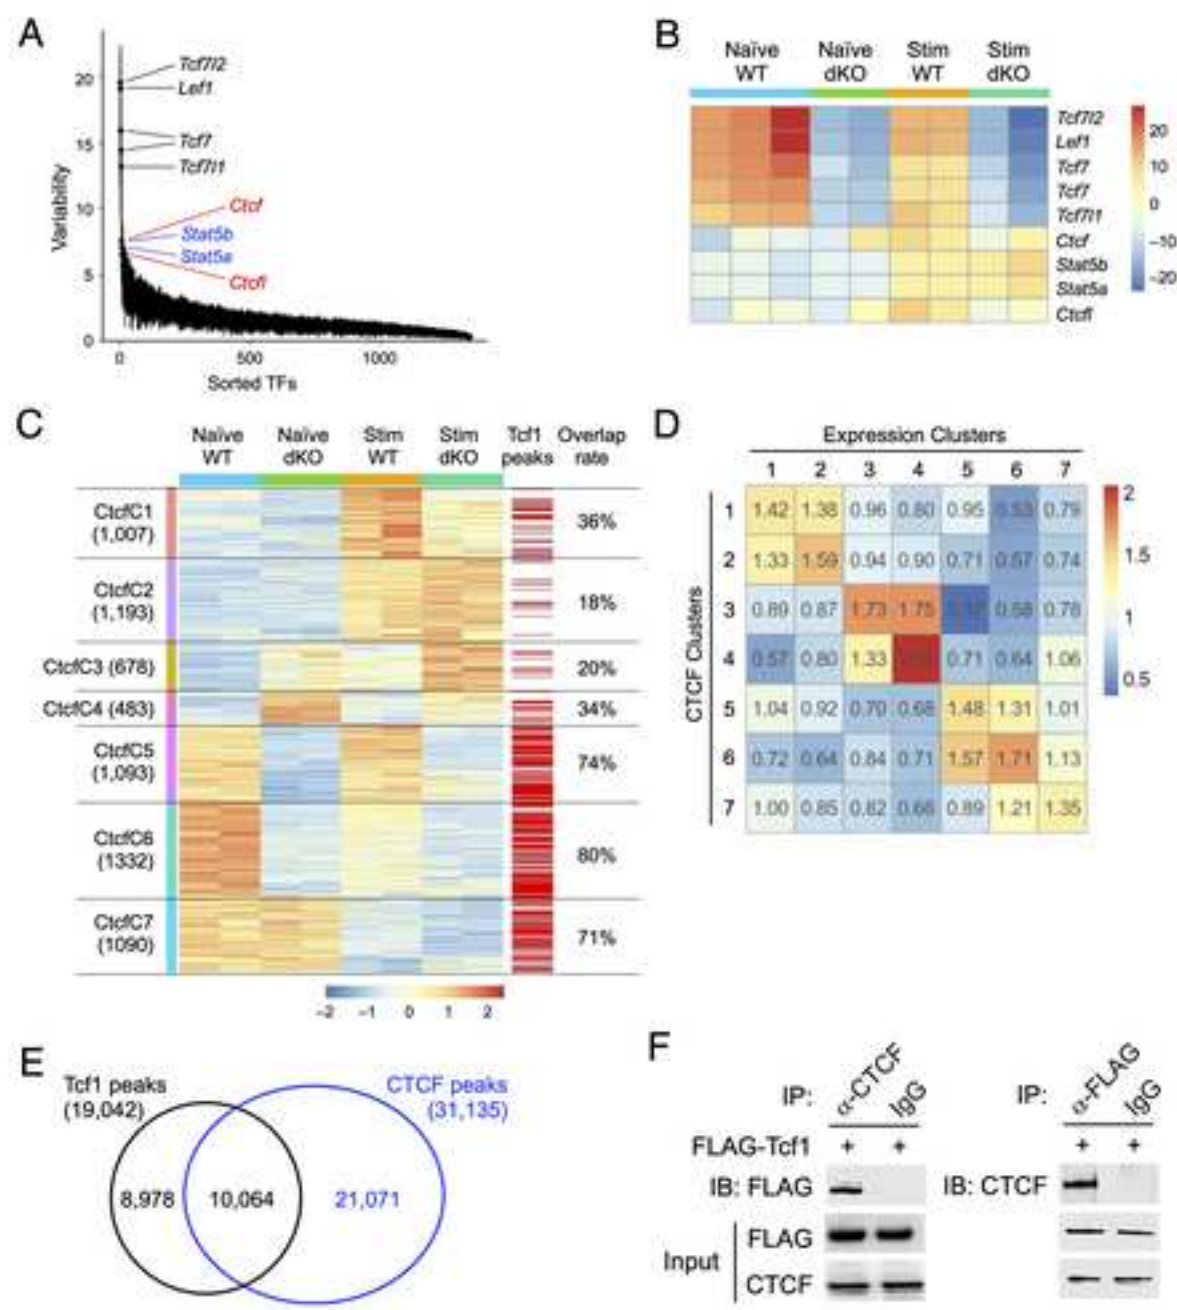 A
Variability
20
15
10
5
0
Tcf7l2
Lef1
Tcf7
Tcf7l1
Ctcf
Stat5b
Stat5a
Ctcfl
0 500 1000
Sorted TFs
B
Naïve Naïve Stim Stim
WT dKO WT dKO
Tcf7l2
Lef1
Tcf7
Tcf7
Tcf7l1
Ctcf
Stat5b
Stat5a
Ctcfl
20
10
0
−10
−20
C
Naïve Naïve Stim Stim Tcf1 Overlap
WT dKO WT dKO peaks rate
CtcfC1
(1,007)
36%
CtcfC2
(1,193)
18%
CtcfC3 (678) 20%
CtcfC4 (483) 34%
CtcfC5
(1,093)
74%
CtcfC6
(1332)
80%
CtcfC7
(1090)
71%
−2 −1 0 1 2
D
Expression Clusters
1 2 3 4 5 6 7
CTCF Clusters
1 1.42 1.38 0.96 0.80 0.95 0.79
2 1.33 1.59 0.94 0.90 0.71 0.57 0.74
3 0.89 0.87 1.73 1.75 0.78
4 0.57 0.80 1.33 0.71 0.64 1.06
5 1.04 0.92 0.70 0.68 1.48 1.31 1.01
6 0.72 0.64 0.84 0.71 1.57 1.71 1.13
7 1.00 0.85 0.82 0.89 1.21 1.35
2
1.5
1
0.5
E
Tcf1 peaks
(19,042)
CTCF peaks
(31,135)
8,978 10,064 21,071
F
IP: α-CTCF IgG
FLAG-Tcf1 + +
IB: FLAG
Input
FLAG
CTCF
IP: α-FLAG IgG
+ +
IB: CTCF